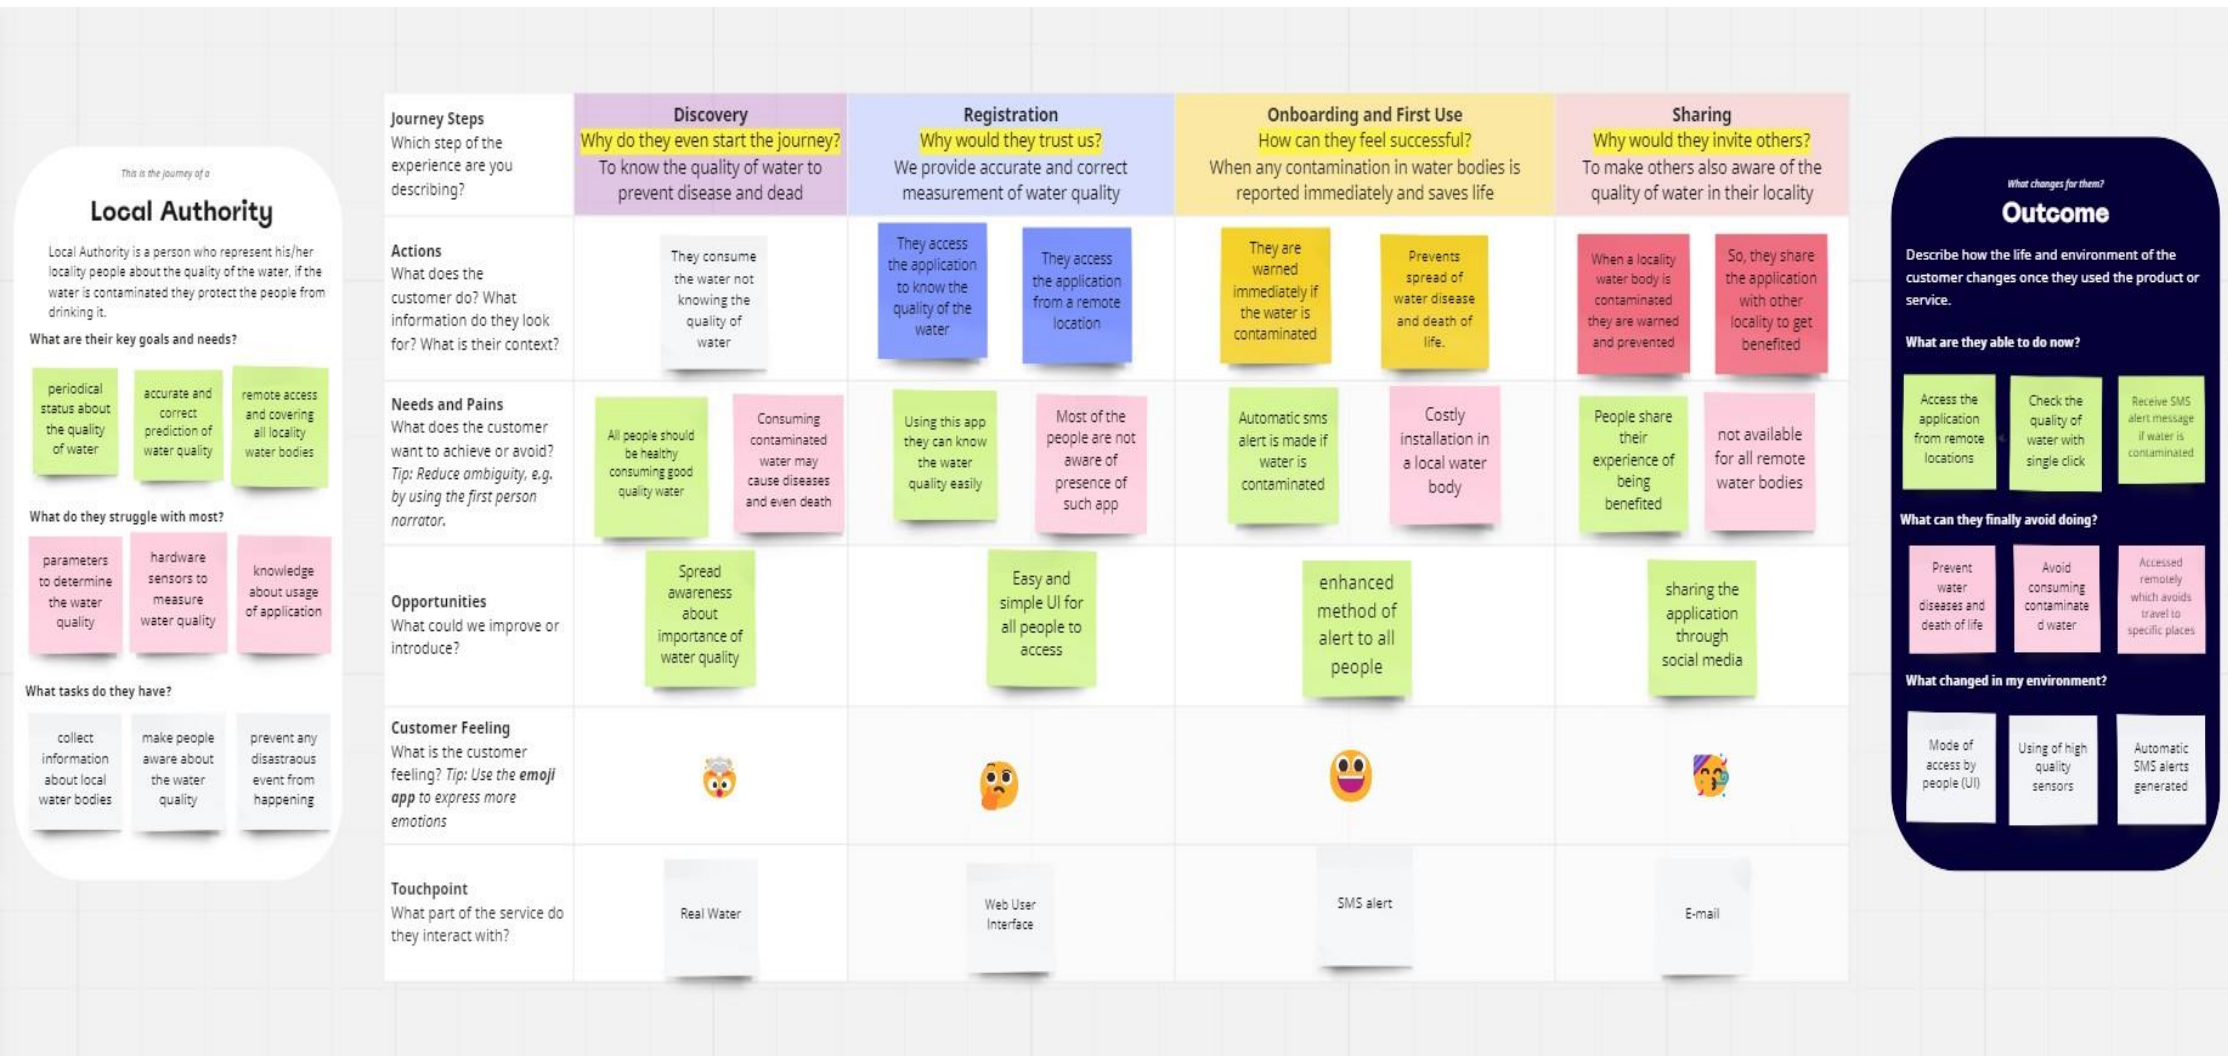 This is the journey of a
Local Authority
Local Authority is a person who represent his/her
locality people about the quality of the water, if the
water is contaminated they protect the people from
drinking it.
What are their key goals and needs?
periodical
status about
the quality
of water
accurate and
correct
prediction of
water quality
remote access
and covering
all locality
water bodies
What do they struggle with most?
parameters
to determine
the water
quality
hardware
sensors to
measure
water quality
knowledge
about usage
of application
What tasks do they have?
collect
information
about local
water bodies
make people
aware about
the water
quality
prevent any
disastraous
event from
happening
Journey Steps
Which step of the
experience are you
describing?
Discovery
Why do they even start the journey?
To know the quality of water to
prevent disease and dead
Registration
Why would they trust us?
We provide accurate and correct
measurement of water quality
Onboarding and First Use
How can they feel successful?
When any contamination in water bodies is
reported immediately and saves life
Sharing
Why would they invite others?
To make others also aware of the
quality of water in their locality
Actions
What does the
customer do? What
information do they look
for? What is their context?
They consume
the water not
knowing the
quality of
water
They access
the application
to know the
quality of the
water
They access
the application
from a remote
location
They are
warned
immediately if
the water is
contaminated
Prevents
spread of
water disease
and death of
life.
When a locality
water body is
contaminated
they are warned
and prevented
So, they share
the application
with other
locality to get
benefited
Needs and Pains
What does the customer
want to achieve or avoid?
Tip: Reduce ambiguity, e.g.
by using the first person
narrator.
All people should
be healthy
consuming good
quality water
Consuming
contaminated
water may
cause diseases
and even death
Using this app
they can know
the water
quality easily
Most of the
people are not
aware of
presence of
such app
Automatic sms
alert is made if
water is
contaminated
Costly
installation in
a local water
body
People share
their
experience of
being
benefited
not available
for all remote
water bodies
Opportunities
What could we improve or
introduce?
Spread
awareness
about
importance of
water quality
Easy and
simple UI for
all people to
access
enhanced
method of
alert to all
people
sharing the
application
through
social media
Customer Feeling
What is the customer
feeling? Tip: Use the emoji
app to express more
emotions
Touchpoint
What part of the service do
they interact with?
Real Water
Web User
Interface
SMS alert
E-mail
What changes for them?
Outcome
Describe how the life and environment of the
customer changes once they used the product or
service.
What are they able to do now?
Access the
application
from remote
locations
Check the
quality of
water with
single click
Receive SMS
alert message
if water is
contaminated
What can they finally avoid doing?
Prevent
water
diseases and
death of life
Avoid
consuming
contaminate
d water
Accessed
remotely
which avoids
travel to
specific places
What changed in my environment?
Mode of
access by
people (UI)
Using of high
quality
sensors
Automatic
SMS alerts
generated